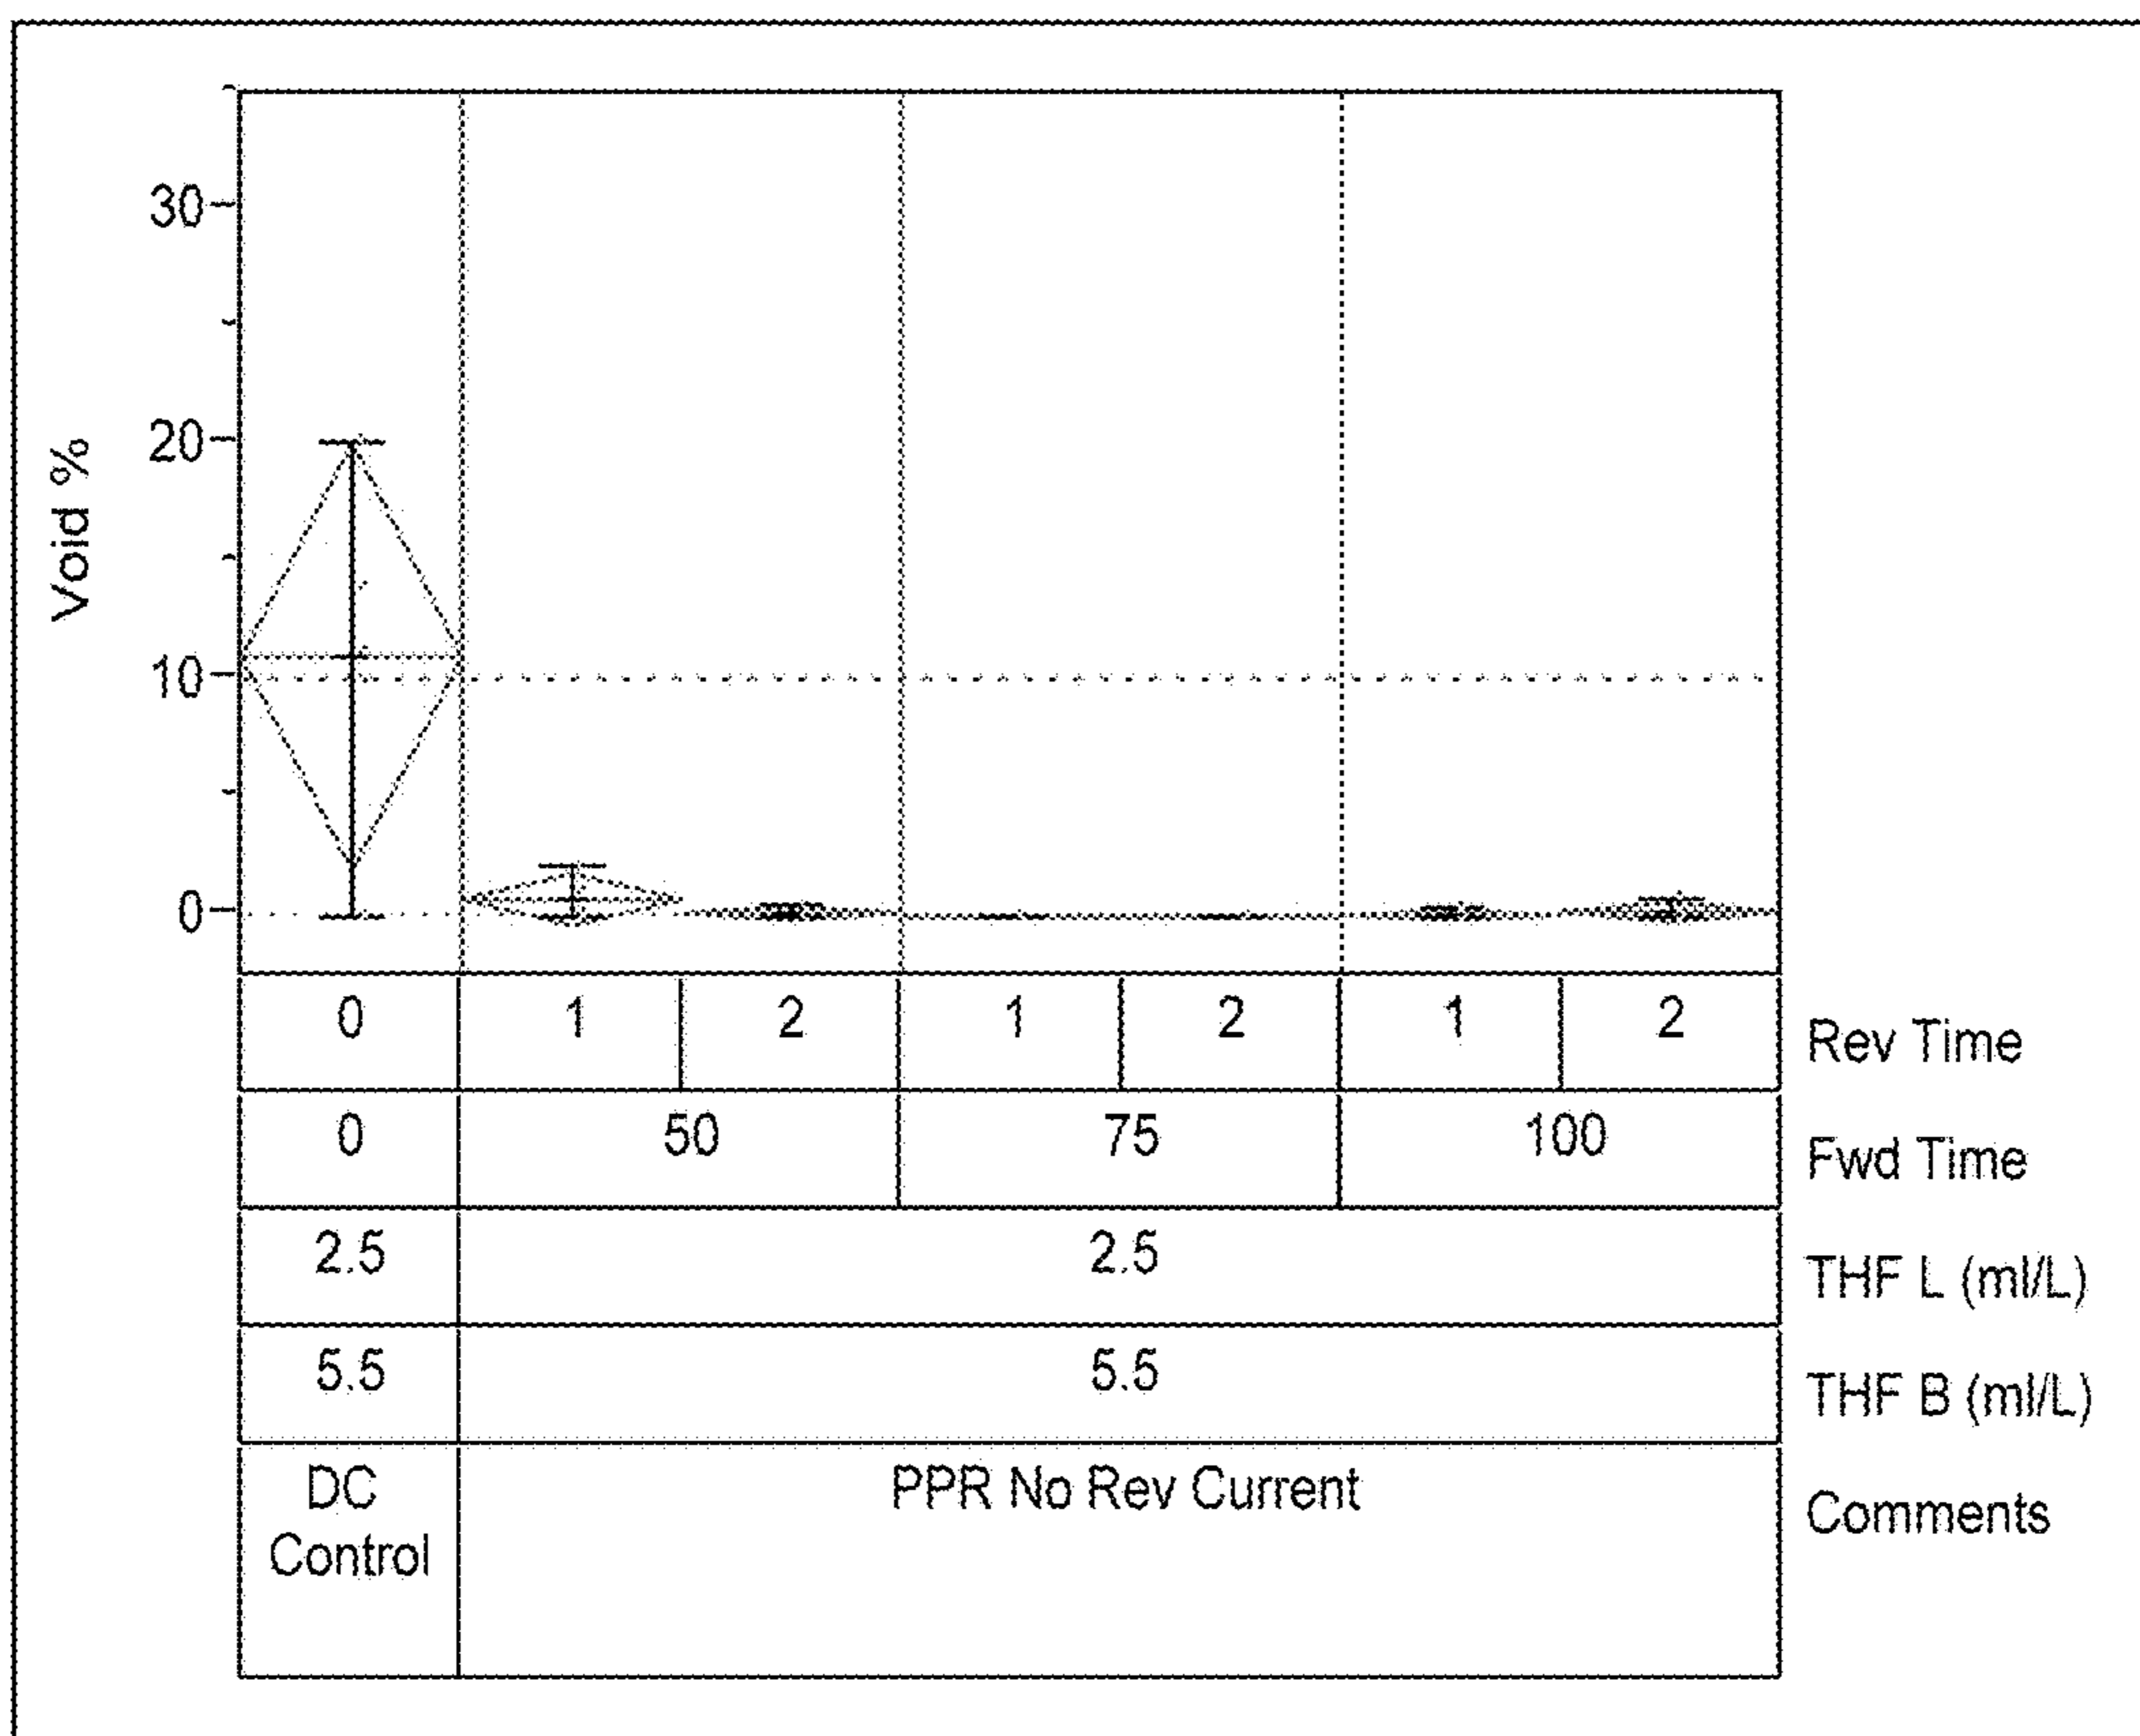 Void %
30
20
10
0
0 1 2 1 2 1 2 Rev Time
0 50 75 100 Fwd Time
2.5 2.5 THF L (ml/L)
5.5 5.5 THF B (ml/L)
DC PPR No Rev Current Comments
Control